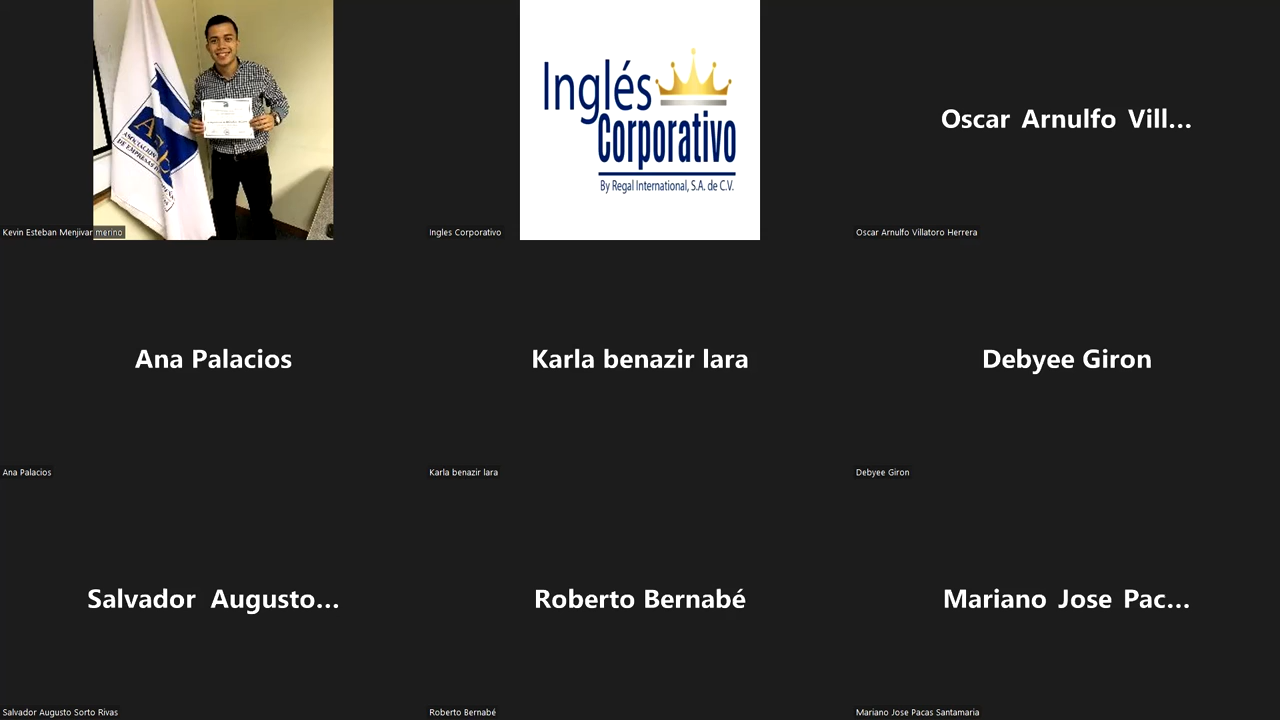 Inglés
Corporativo
By Regal International, S.A. de C.V.
Oscar Arnulfo Vill...
Kevin Esteban Menjivar merino
Ingles Corporativo
Oscar Arnulfo Villatoro Herrera
Ana Palacios
Karla benazir lara
Debyee Giron
Ana Palacios
Karla benazir lara
Debyee Giron
Salvador Augusto...
Roberto Bernabé
Mariano Jose Pac...
Salvador Augusto Sorto Rivas
Roberto Bernabé
Mariano Jose Pacas Santamaria